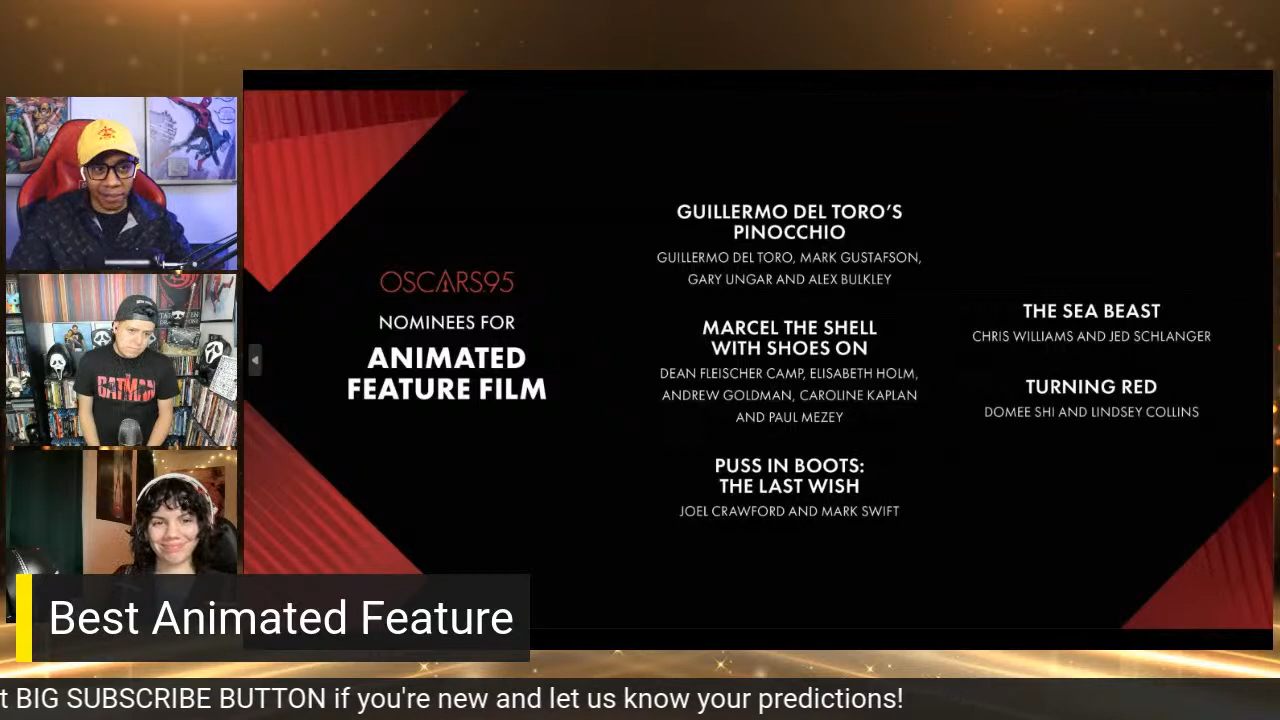 OSCARS95
NOMINEES FOR
ANIMATED
FEATURE FILM
GUILLERMO DEL TORO'S
PINOCCHIO
GUILLERMO DEL TORO, MARK GUSTAFSON,
GARY UNGAR AND ALEX BULKLEY
MARCEL THE SHELL
WITH SHOES ON
DEAN FLEISCHER CAMP, ELISABETH HOLM,
ANDREW GOLDMAN, CAROLINE KAPLAN
AND PAUL MEZEY
PUSS IN BOOTS:
THE LAST WISH
JOEL CRAWFORD AND MARK SWIFT
THE SEA BEAST
CHRIS WILLIAMS AND JED SCHLANGER
TURNING RED
DOMEE SHI AND LINDSEY COLLINS
BATMAN
Best Animated Feature
t BIG SUBSCRIBE BUTTON if you're new and let us know your predictions!